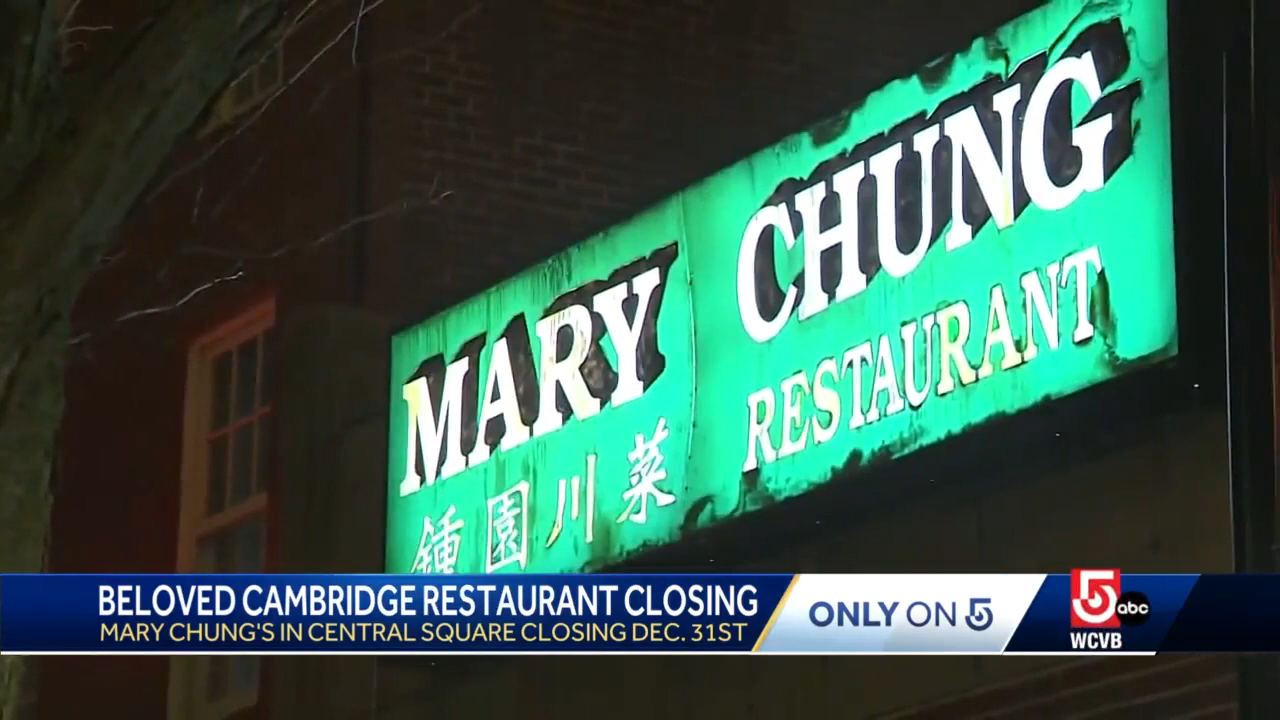 MARY CHUNG
鍾園川菜 RESTAURANT
BELOVED CAMBRIDGE RESTAURANT CLOSING
MARY CHUNG'S IN CENTRAL SQUARE CLOSING DEC. 31ST
ONLY ON 5
5 abc
WCVB